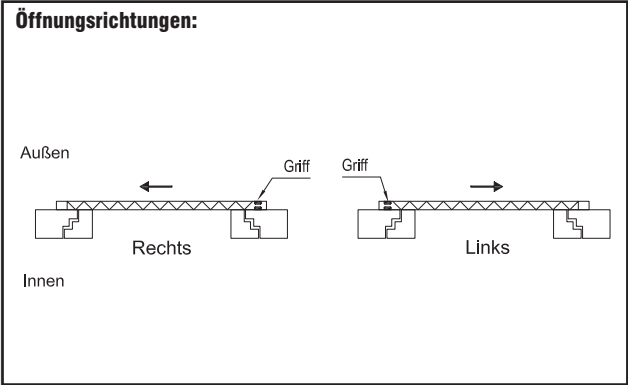 Öffnungsrichtungen:
Außen
Griff
Griff
Rechts
Links
Innen